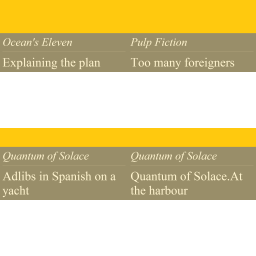 Ocean's Eleven
Pulp Fiction
Explaining the plan
Too many foreigners
Quantum of Solace
Quantum of Solace
Adlibs in Spanish on a
yacht
Quantum of Solace.At
the harbour